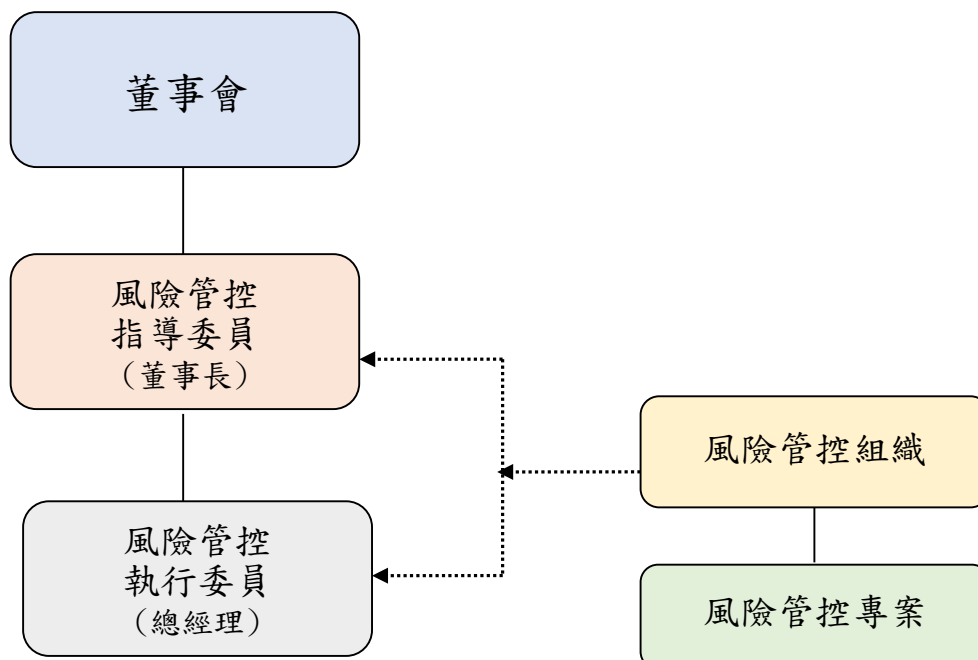 董事會
風險管控
指導委員
（董事長）
風險管控組織
風險管控
執行委員
（總經理）
風險管控專案